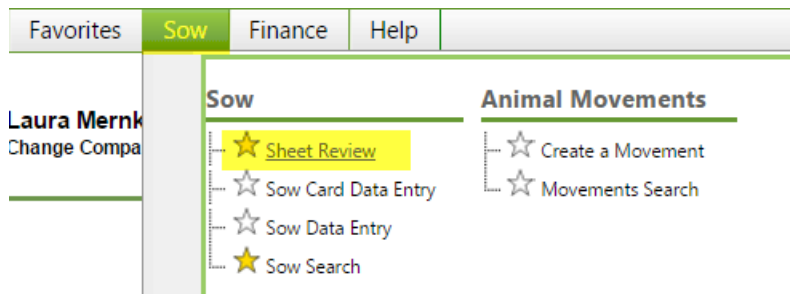 Favorites Sow Finance Help
Sow
Animal Movements
Laura Mernk
Change Compa
Sheet Review
Create a Movement
Sow Card Data Entry
Movements Search
Sow Data Entry
Sow Search